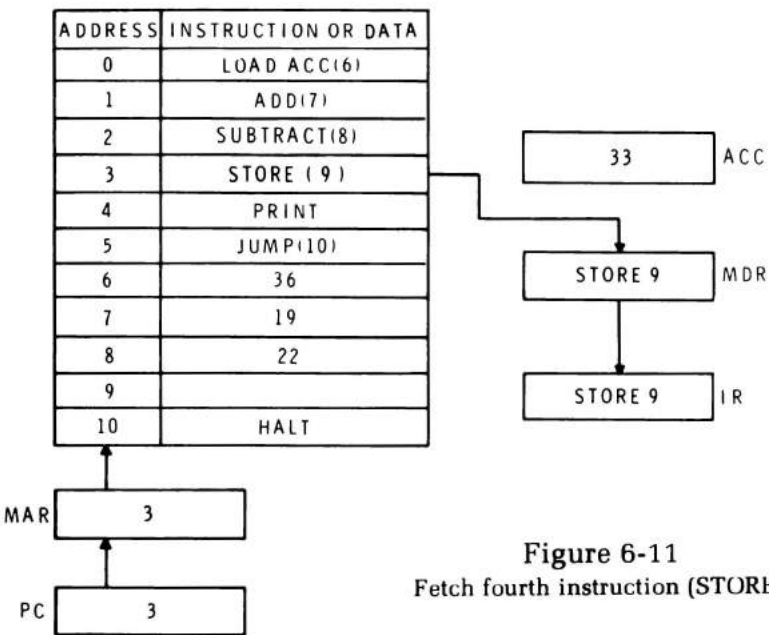 ADDRESS INSTRUCTION OR DATA
0 LOAD ACC(6)
1 ADD(7)
2 SUBTRACT(8)
3 STORE (9)
4 PRINT
5 JUMP(10)
6 36
7 19
8 22
9
10 HALT
33 ACC
STORE 9 MDR
STORE 9 IR
MAR 3
PC 3
Figure 6-11
Fetch fourth instruction (STORE